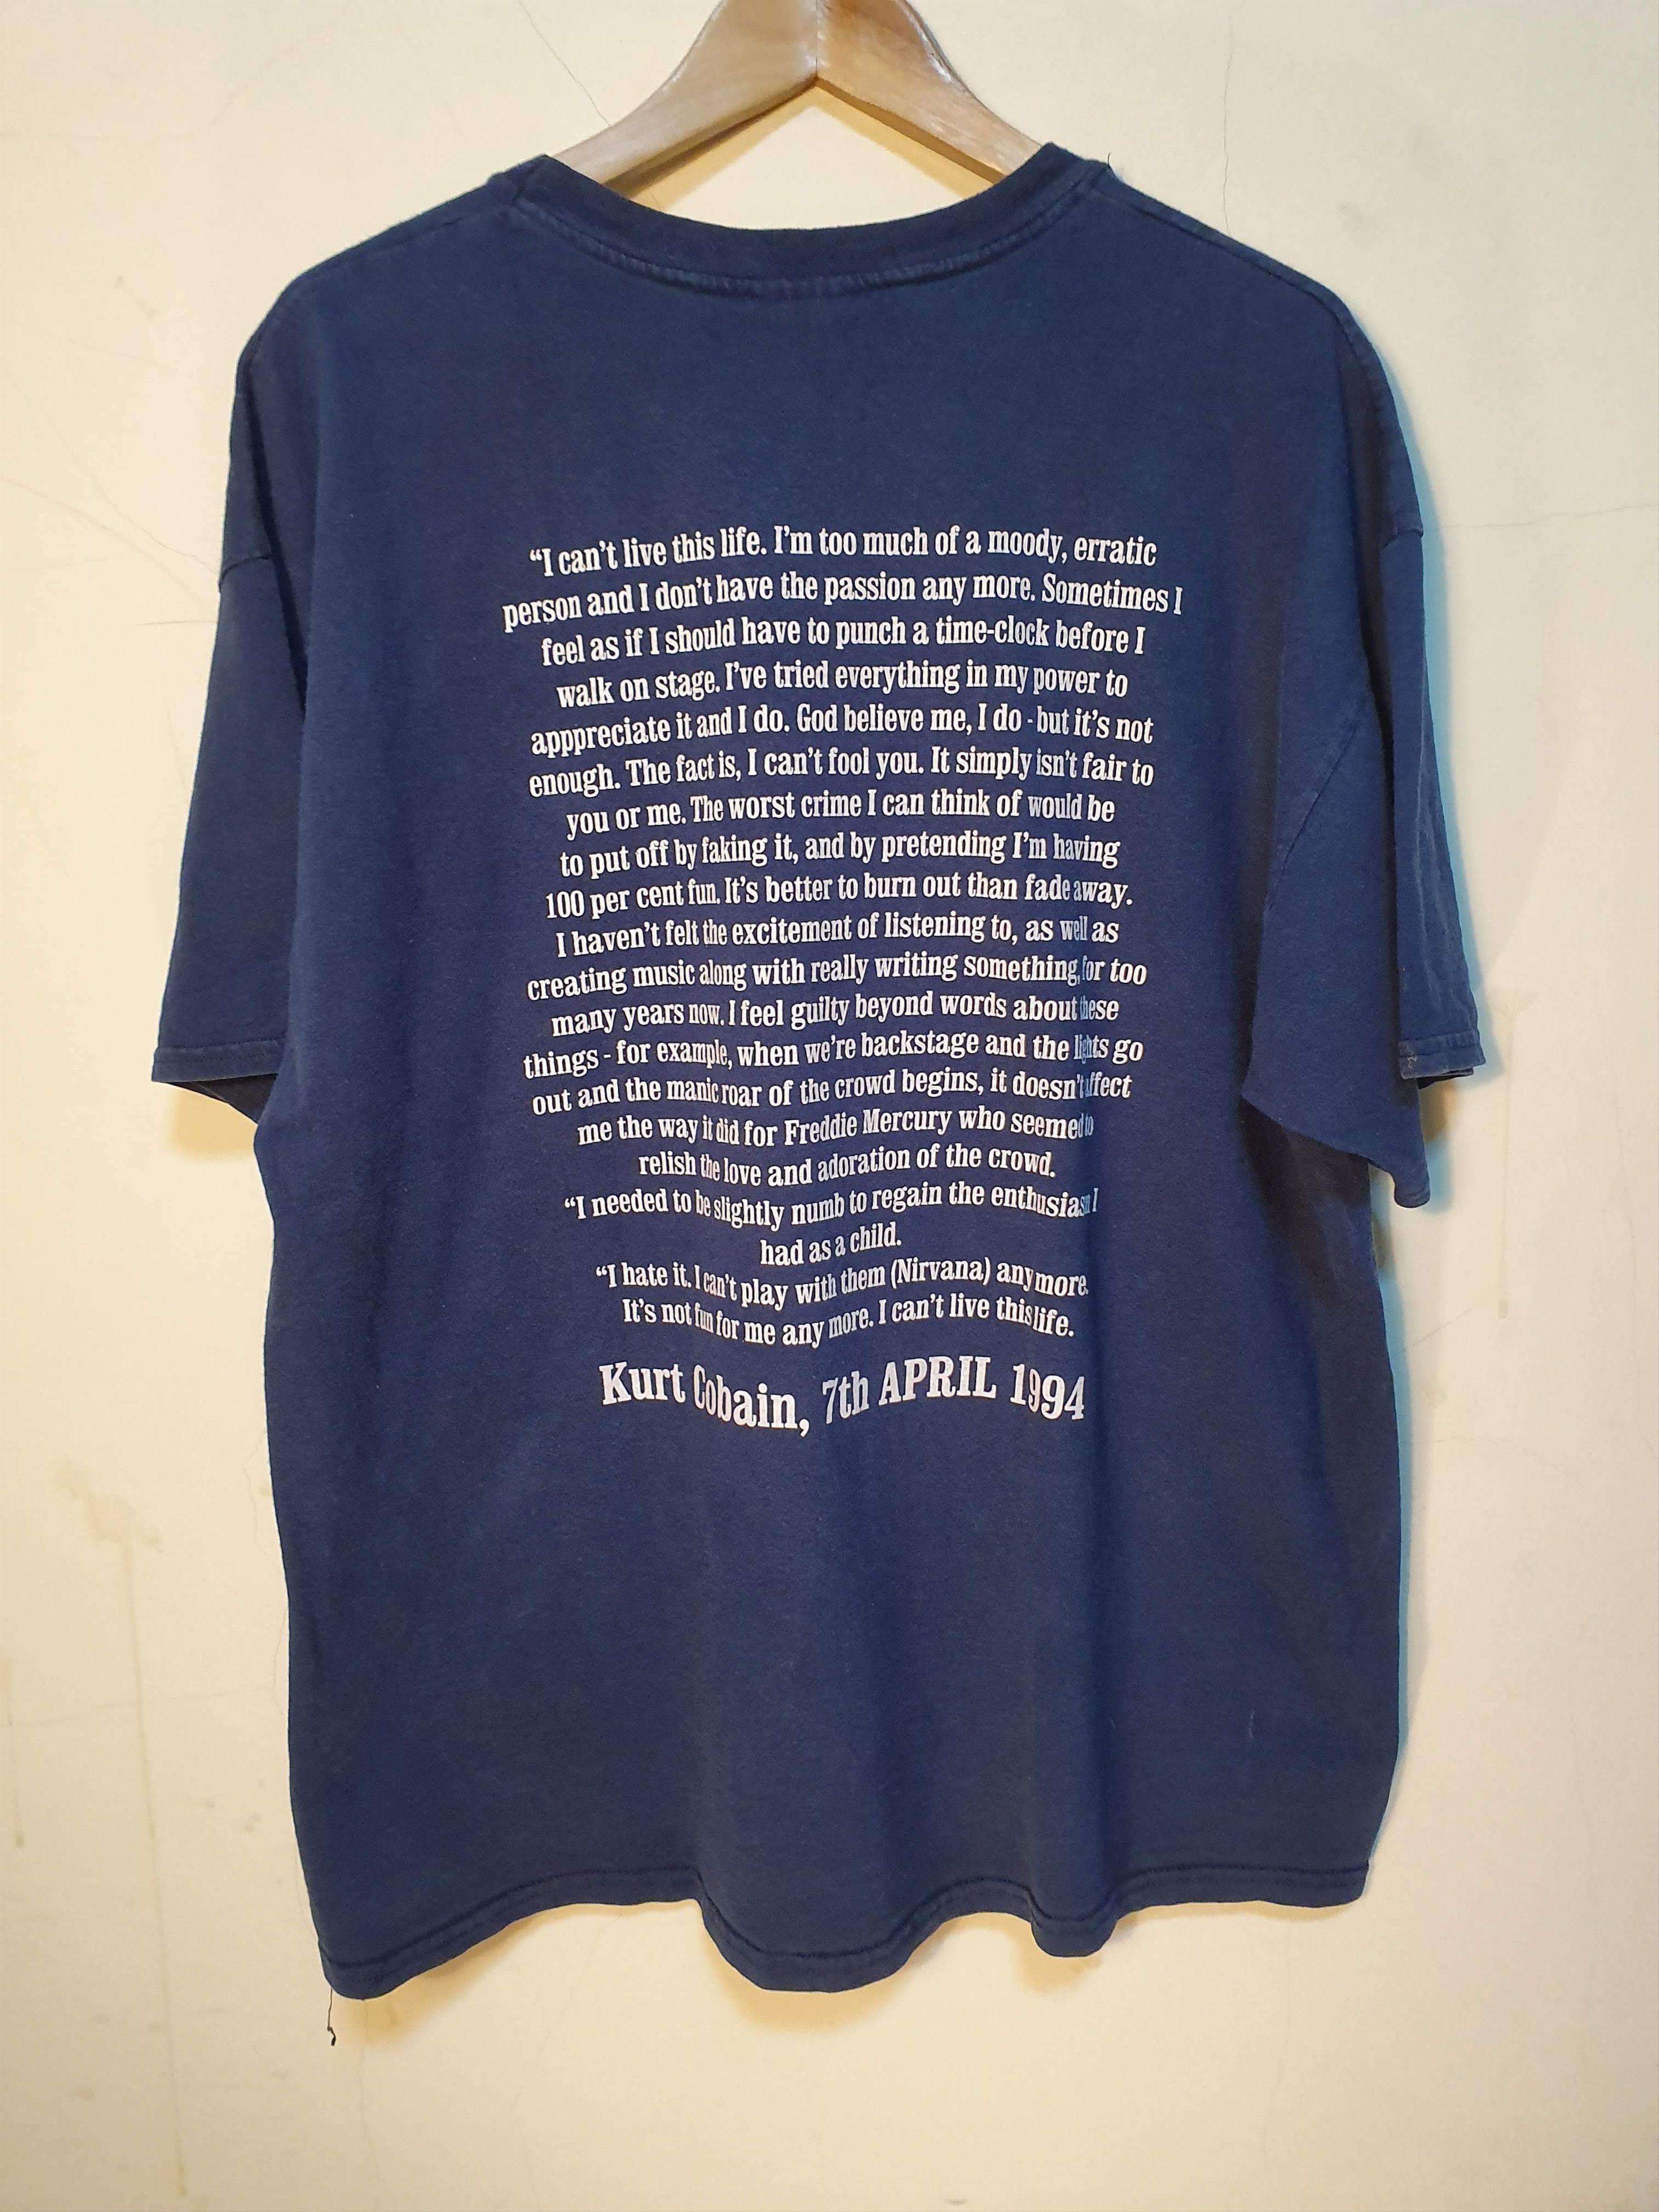 “I can’t live this life. I’m too much of a moody, erratic
person and I don’t have the passion any more. Sometimes I
feel as if I should have to punch a time-clock before I
walk on stage. I’ve tried everything in my power to
apppreciate it and I do. God believe me, I do - but it’s not
enough. The fact is, I can’t fool you. It simply isn’t fair to
you or me. The worst crime I can think of would be
to put off by faking it, and by pretending I’m having
100 per cent fun. It’s better to burn out than fade away.
I haven’t felt the excitement of listening to, as well as
creating music along with really writing something, for too
many years now. I feel guilty beyond words about these
things - for example, when we’re backstage and the lights go
out and the manic roar of the crowd begins, it doesn’t affect
me the way it did for Freddie Mercury who seemed to
relish the love and adoration of the crowd.
“I needed to be slightly numb to regain the enthusiasm I
had as a child.
“I hate it. I can’t play with them (Nirvana) any more.
It’s not fun for me any more. I can’t live this life.
Kurt Cobain, 7th APRIL 1994